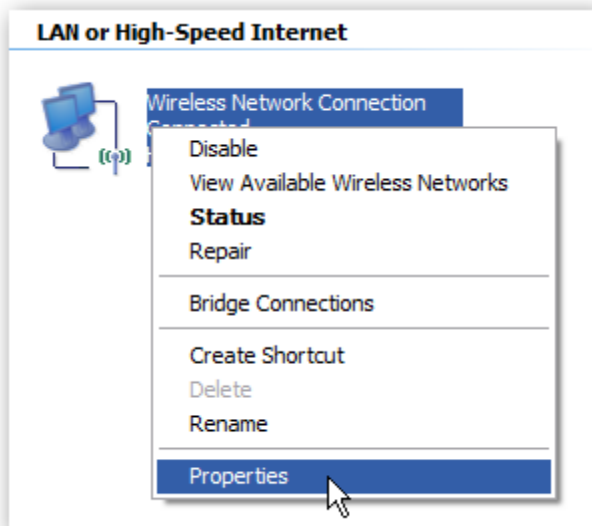 LAN or High-Speed Internet
Wireless Network Connection
Connected
Disable
View Available Wireless Networks
Status
Repair
Bridge Connections
Create Shortcut
Delete
Rename
Properties